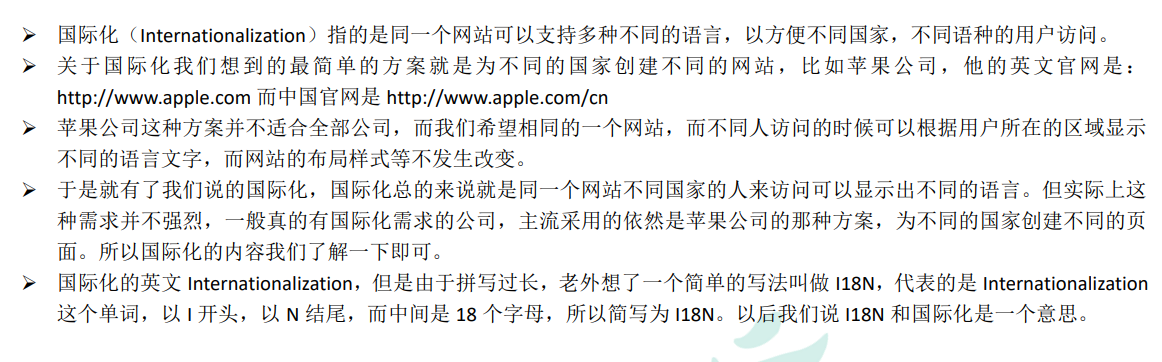 ➢ 国际化（Internationalization）指的是同一个网站可以支持多种不同的语言，以方便不同国家，不同语种的用户访问。
➢ 关于国际化我们想到的最简单的方案就是为不同的国家创建不同的网站，比如苹果公司，他的英文官网是：
http://www.apple.com 而中国官网是 http://www.apple.com/cn
➢ 苹果公司这种方案并不适合全部公司，而我们希望相同的一个网站，而不同人访问的时候可以根据用户所在的区域显示
不同的语言文字，而网站的布局样式等不发生改变。
➢ 于是就有了我们说的国际化，国际化总的来说就是同一个网站不同国家的人来访问可以显示出不同的语言。但实际上这
种需求并不强烈，一般真的有国际化需求的公司，主流采用的依然是苹果公司的那种方案，为不同的国家创建不同的页
面。所以国际化的内容我们了解一下即可。
➢ 国际化的英文 Internationalization，但是由于拼写过长，老外想了一个简单的写法叫做 I18N，代表的是 Internationalization
这个单词，以 I 开头，以 N 结尾，而中间是 18 个字母，所以简写为 I18N。以后我们说 I18N 和国际化是一个意思。